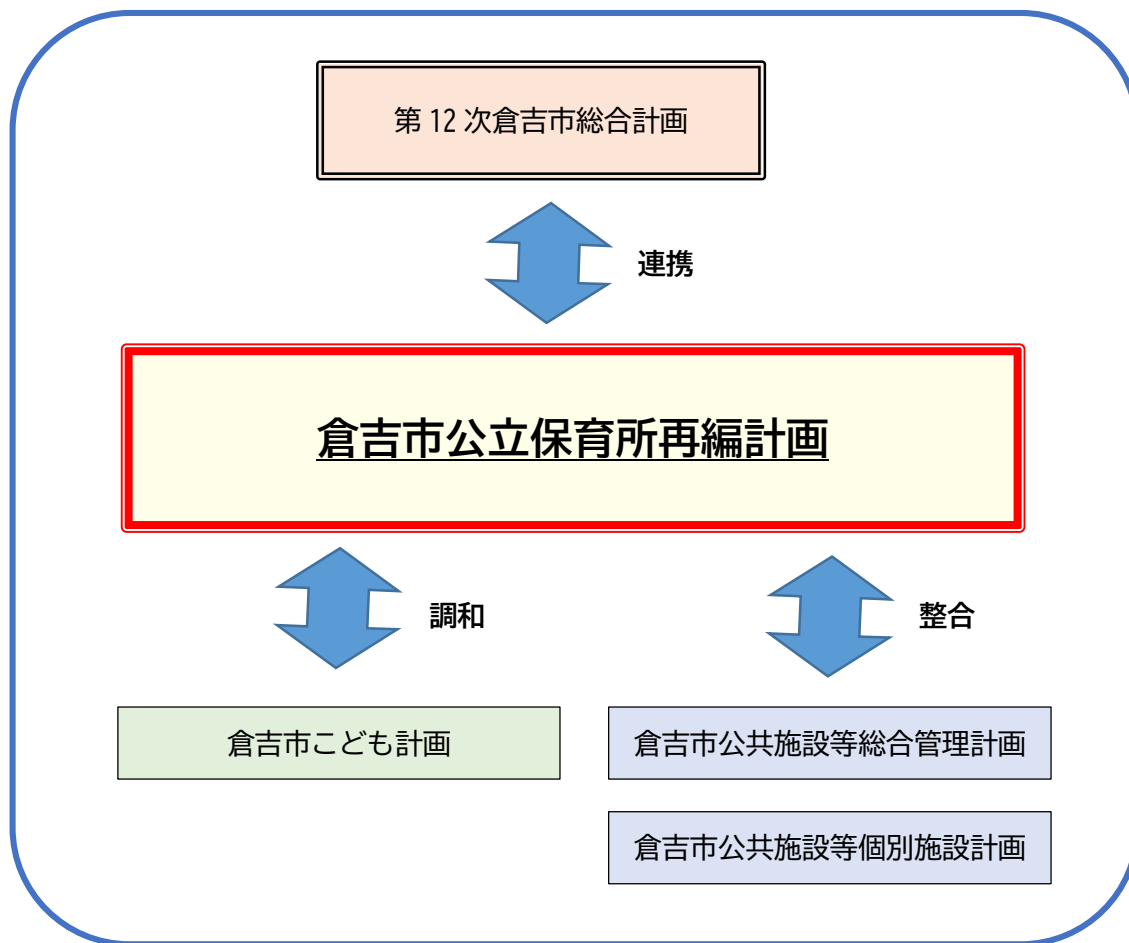 第 12 次倉吉市総合計画
連携
倉吉市公立保育所再編計画
調和
整合
倉吉市こども計画
倉吉市公共施設等総合管理計画
倉吉市公共施設等個別施設計画